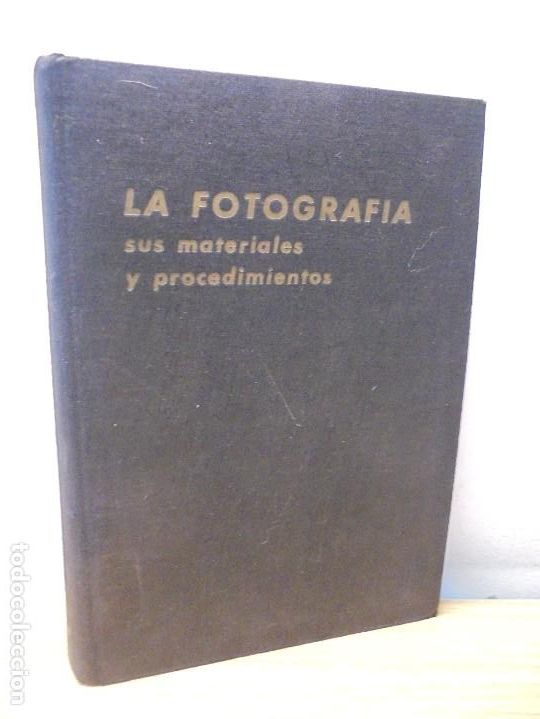 LA FOTOGRAFIA
sus materiales
y procedimientos
todocoleccion